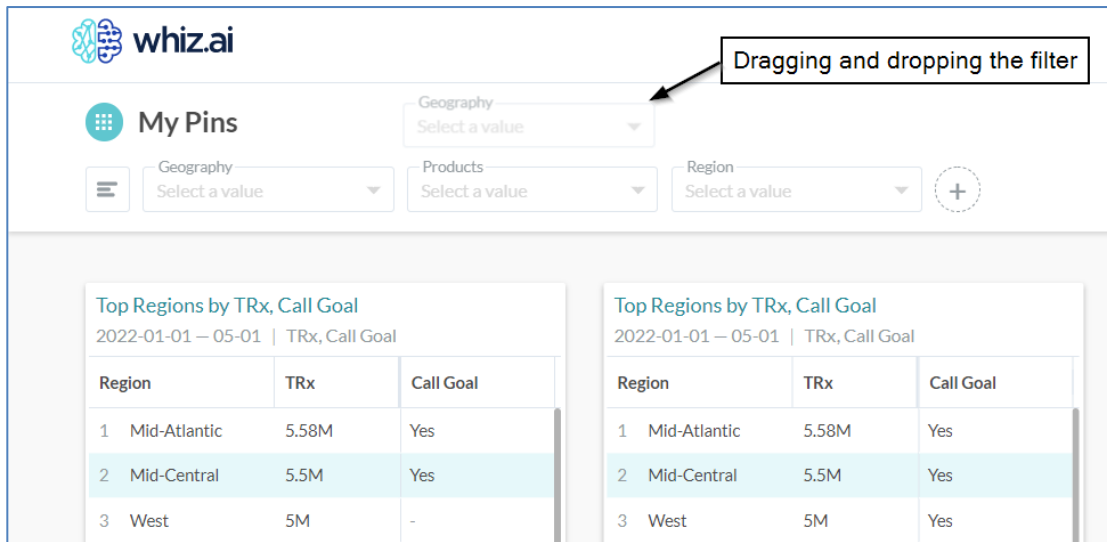 whiz.ai
Dragging and dropping the filter
My Pins
Geography
Select a value
Geography
Select a value
Products
Select a value
Region
Select a value
+
Top Regions by TRx, Call Goal
2022-01-01 — 05-01 | TRx, Call Goal
Region TRx Call Goal
1 Mid-Atlantic 5.58M Yes
2 Mid-Central 5.5M Yes
3 West 5M -
Top Regions by TRx, Call Goal
2022-01-01 — 05-01 | TRx, Call Goal
Region TRx Call Goal
1 Mid-Atlantic 5.58M Yes
2 Mid-Central 5.5M Yes
3 West 5M Yes